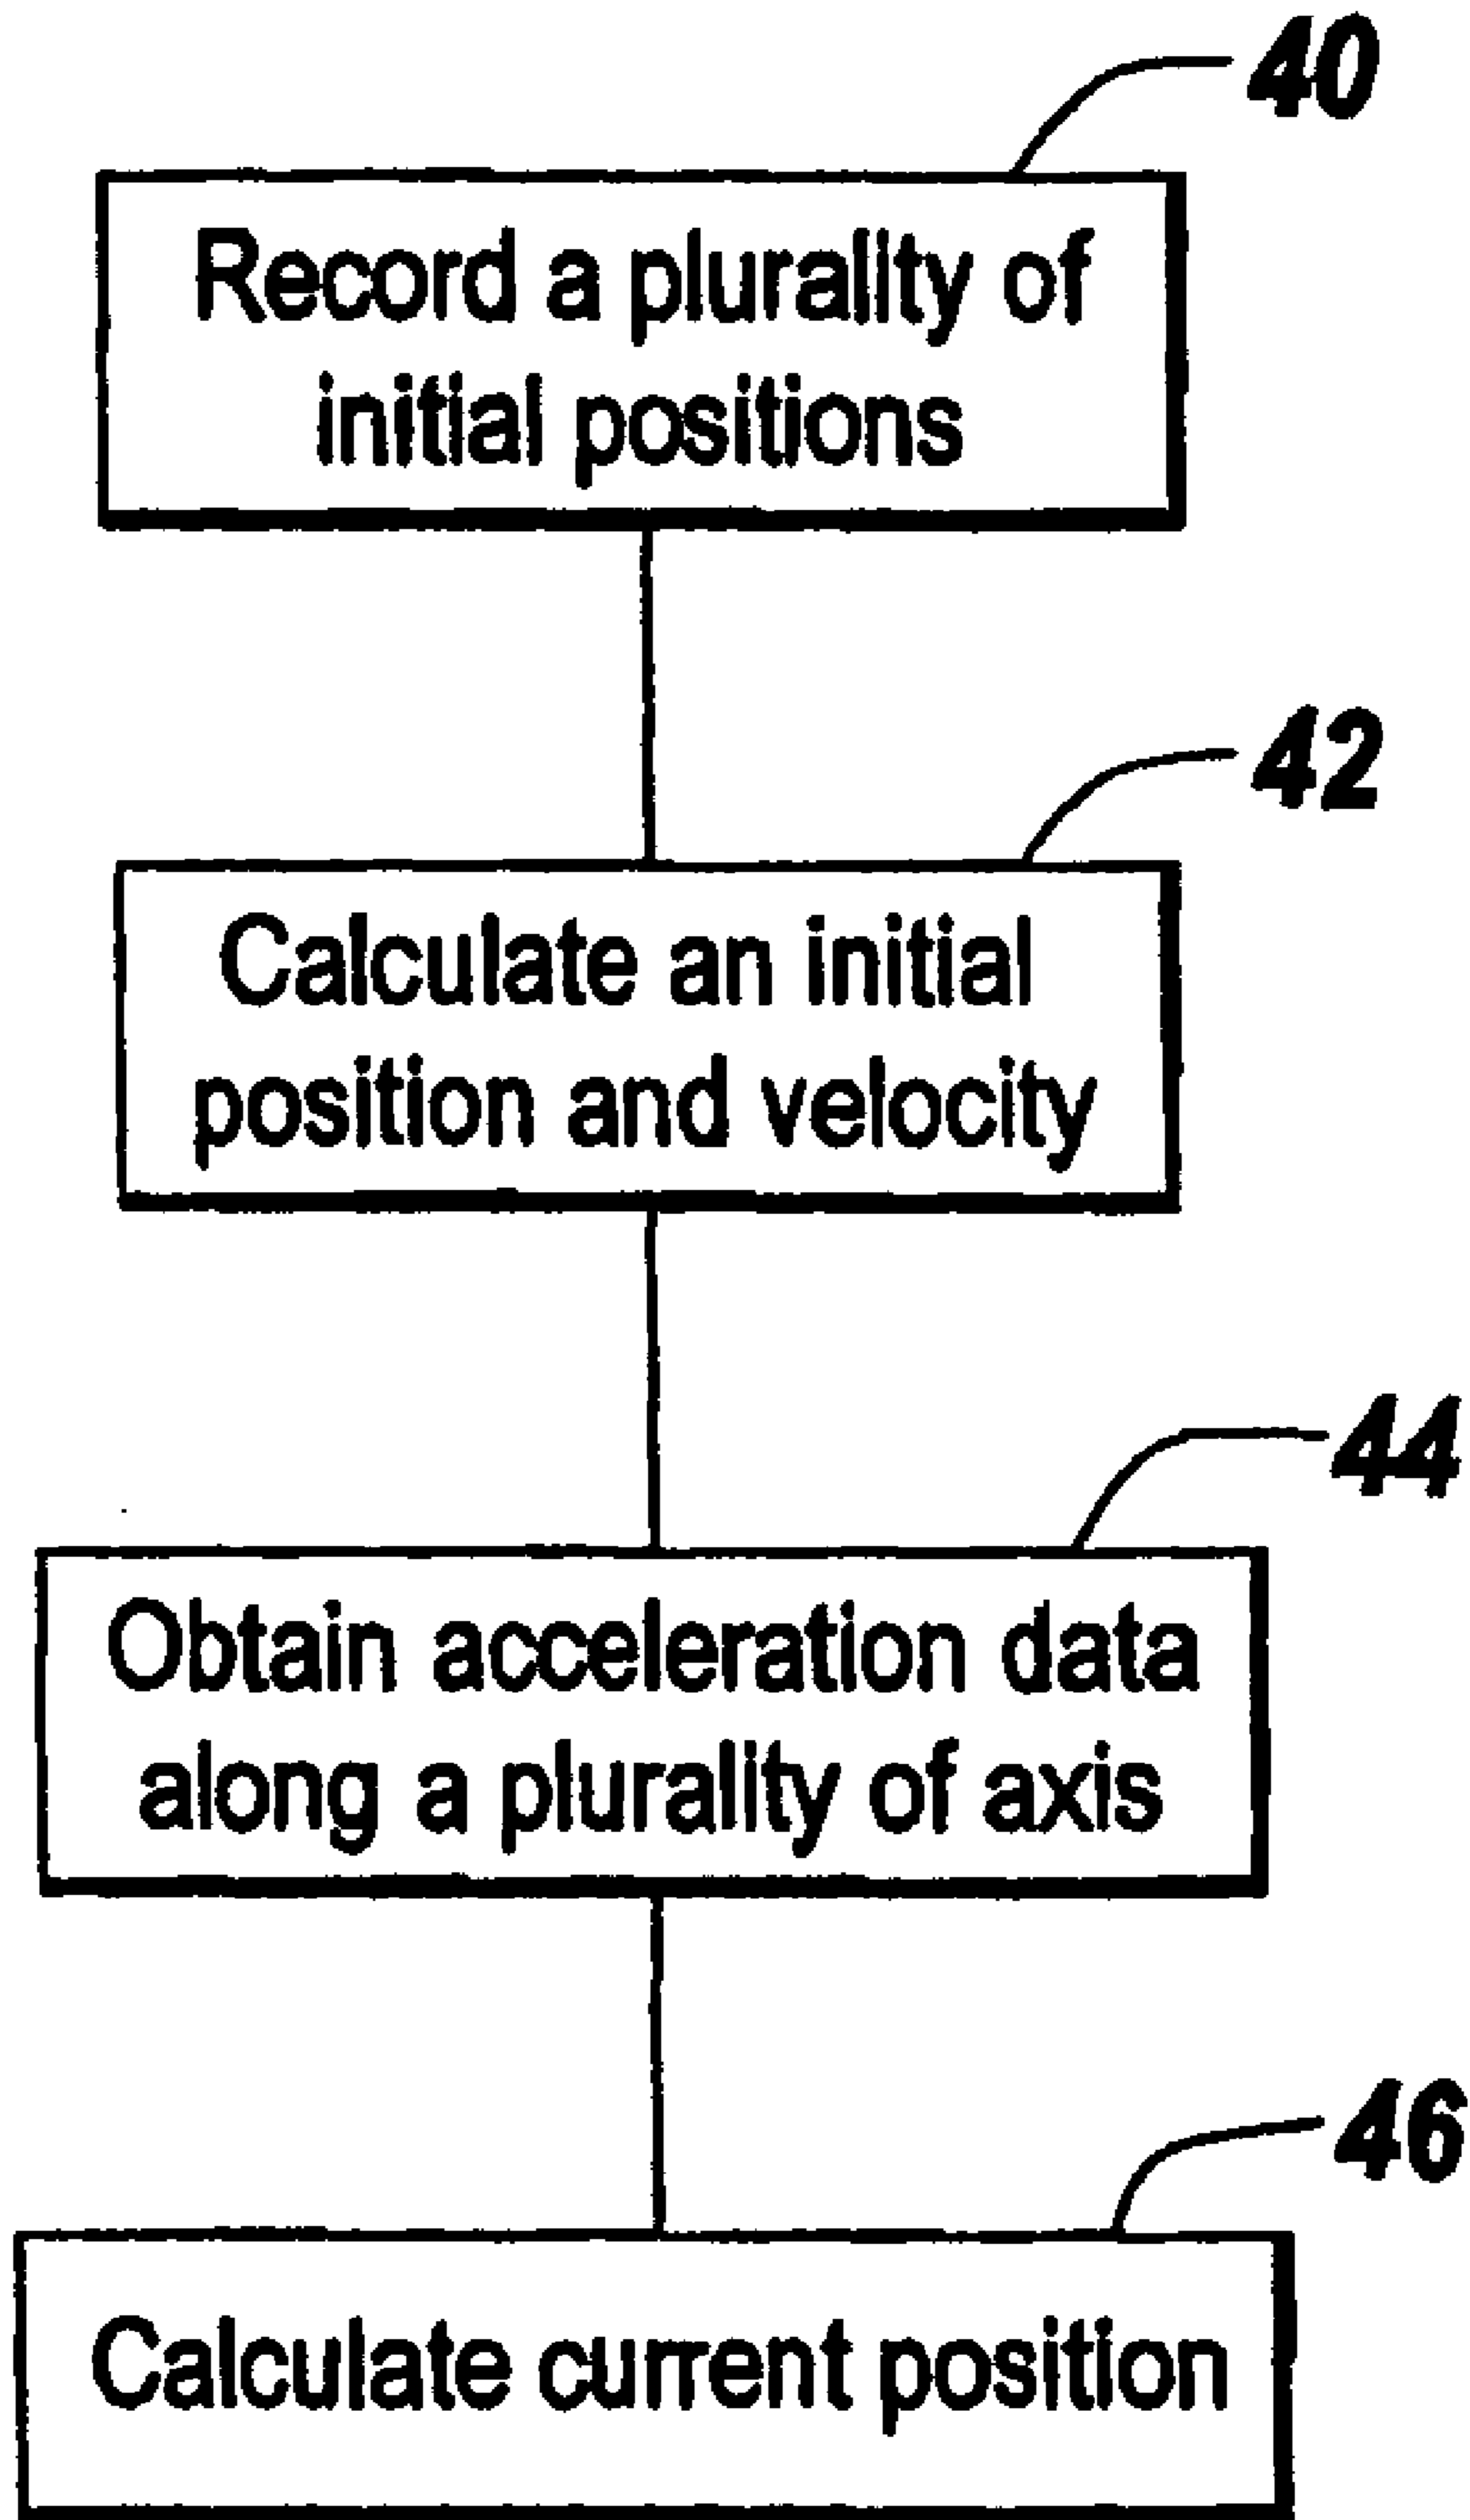 40
Record a plurality of
initial positions
42
Calculate an initial
position and velocity
44
Obtain acceleration data
along a plurality of axis
46
Calculate current position